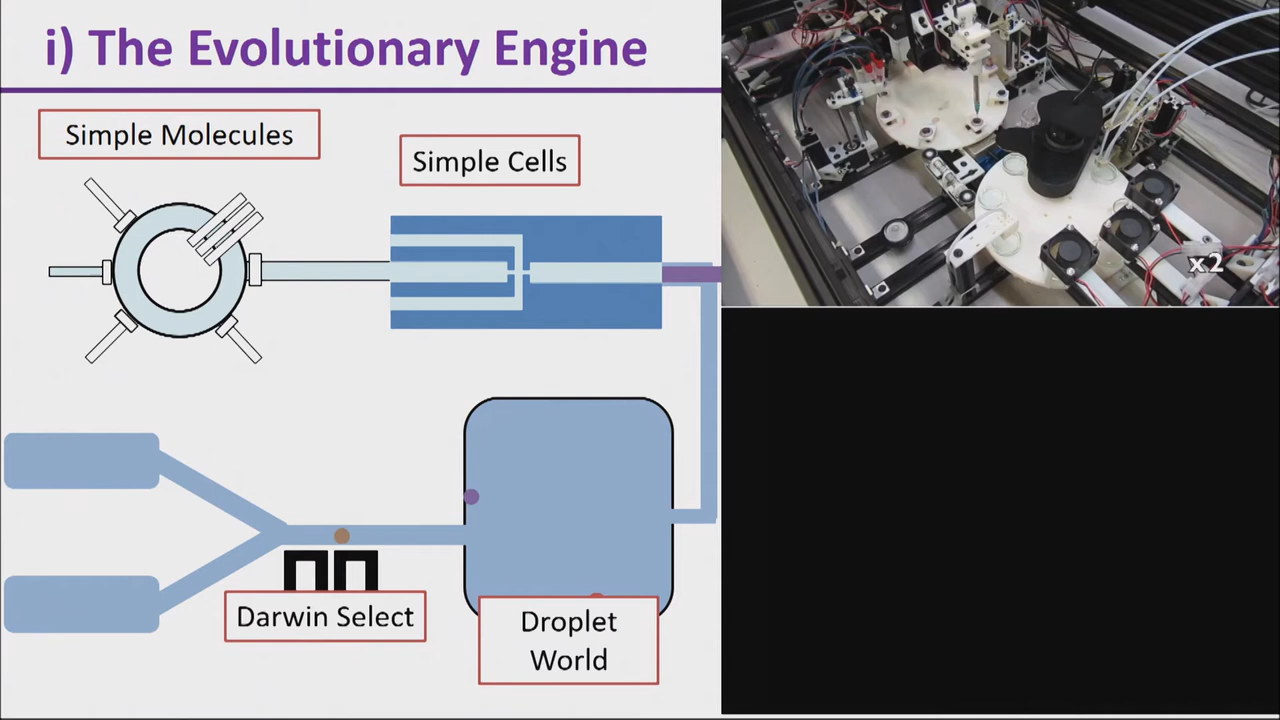 i) The Evolutionary Engine
Simple Molecules
Simple Cells
x2
Darwin Select
Droplet
World